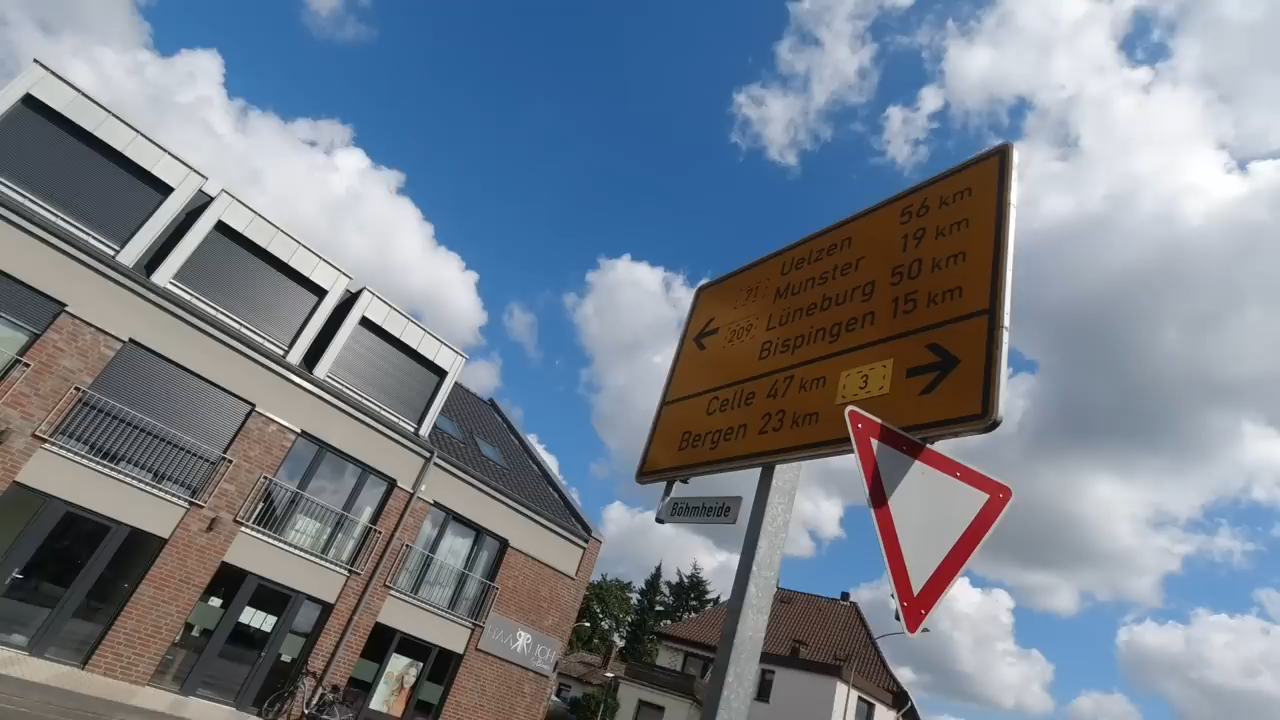 71 Uelzen 56 km
Munster 19 km
209 Lüneburg 50 km
Bispingen 15 km
Celle 47 km 3
Bergen 23 km
Böhmheide